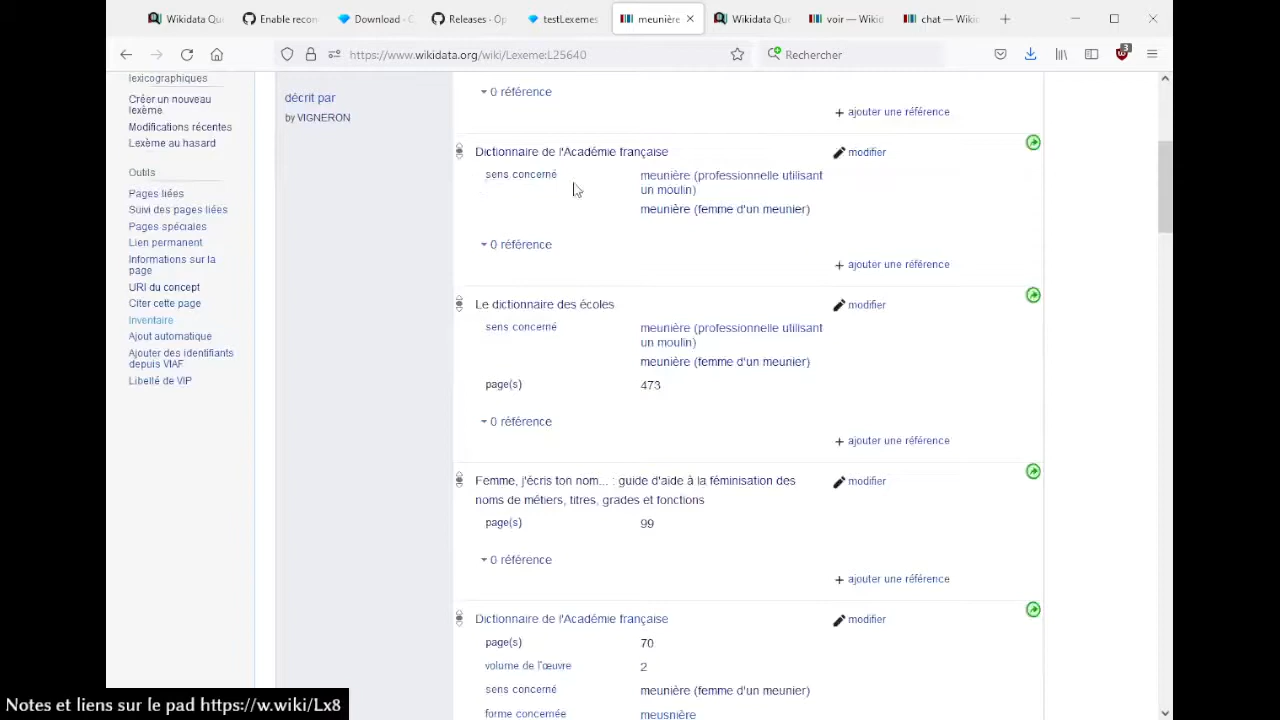 Wikidata Qu
Enable recon
Download - C
Releases · Op
testLexemes
meunière
Wikidata Qu
voir — Wikid
chat — Wiki
https://www.wikidata.org/wiki/Lexeme:L25640
Rechercher
3
lexicographiques
Créer un nouveau
lexème
Modifications récentes
Lexème au hasard
Outils
Pages liées
Suivi des pages liées
Pages spéciales
Lien permanent
Informations sur la
page
URI du concept
Citer cette page
Inventaire
Ajout automatique
Ajouter des identifiants
depuis VIAF
Libellé de VIP
décrit par
by VIGNERON
0 référence
+ ajouter une référence
Dictionnaire de l'Académie française
modifier
sens concerné
meunière (professionnelle utilisant
un moulin)
meunière (femme d'un meunier)
0 référence
+ ajouter une référence
Le dictionnaire des écoles
modifier
sens concerné
meunière (professionnelle utilisant
un moulin)
meunière (femme d'un meunier)
page(s)
473
0 référence
+ ajouter une référence
Femme, j'écris ton nom... : guide d'aide à la féminisation des
noms de métiers, titres, grades et fonctions
modifier
page(s)
99
0 référence
+ ajouter une référence
Dictionnaire de l'Académie française
modifier
page(s)
70
volume de l'œuvre
2
sens concerné
meunière (femme d'un meunier)
forme concernée
meusnière
Notes et liens sur le pad https://w.wiki/Lx8